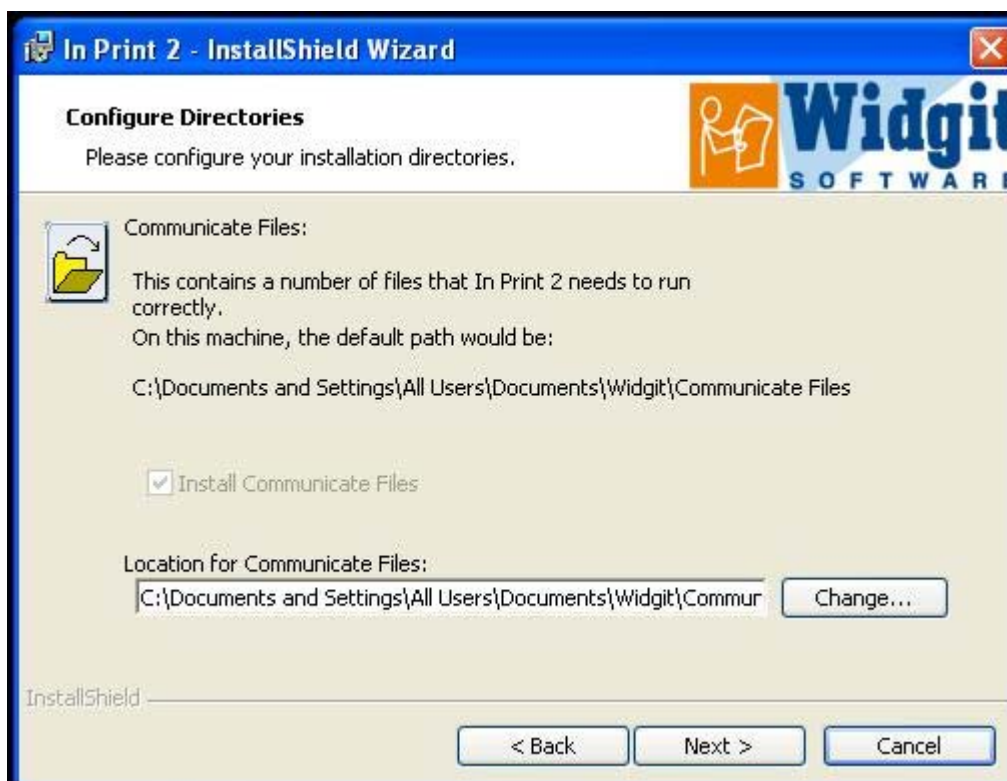 In Print 2 - InstallShield Wizard
Configure Directories
Please configure your installation directories.
Widgit
SOFTWARE
Communicate Files:
This contains a number of files that In Print 2 needs to run
correctly.
On this machine, the default path would be:
C:\Documents and Settings\All Users\Documents\Widgit\Communicate Files
Install Communicate Files
Location for Communicate Files:
C:\Documents and Settings\All Users\Documents\Widgit\Commur
Change...
InstallShield
< Back
Next >
Cancel